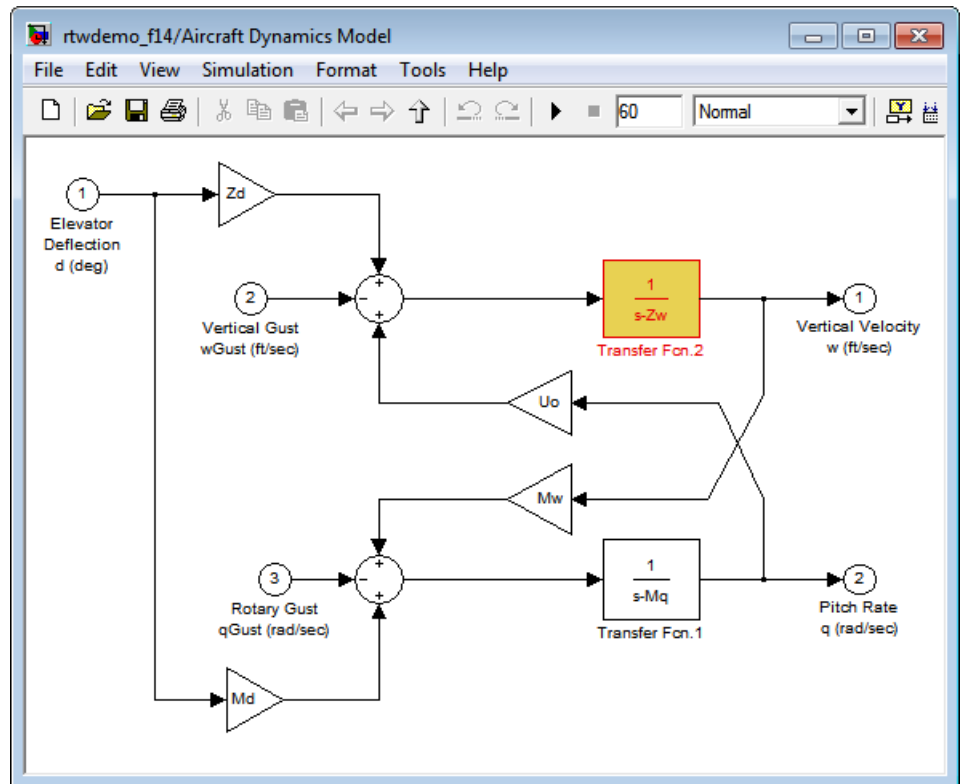 rtwdemo_f14/Aircraft Dynamics Model
File Edit View Simulation Format Tools Help
60 Normal
1
Elevator
Deflection
d (deg)
Zd
+
−
+
2
Vertical Gust
wGust (ft/sec)
1
s-Zw
Transfer Fcn.2
1
Vertical Velocity
w (ft/sec)
Uo
Mw
+
−
+
3
Rotary Gust
qGust (rad/sec)
1
s-Mq
Transfer Fcn.1
2
Pitch Rate
q (rad/sec)
Md